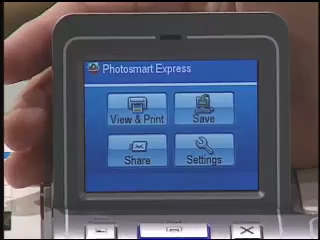 Photosmart Express
View & Print
Save
Share
Settings